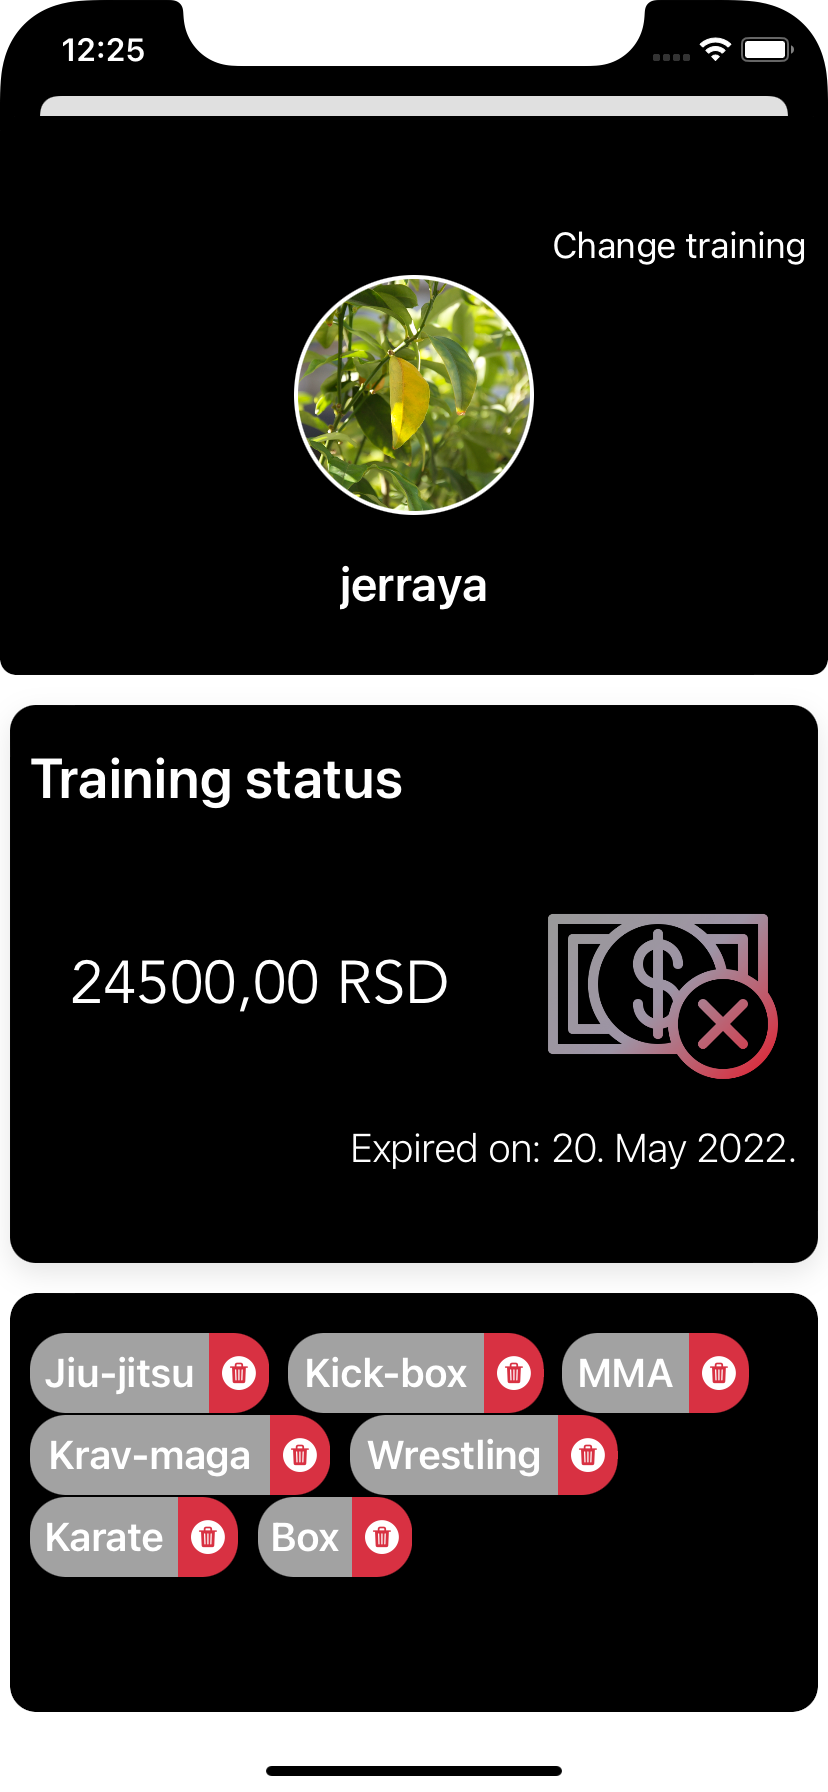 12:25
Change training
jerraya
Training status
24500,00 RSD
Expired on: 20. May 2022.
Jiu-jitsu Kick-box MMA
Krav-maga Wrestling
Karate Box